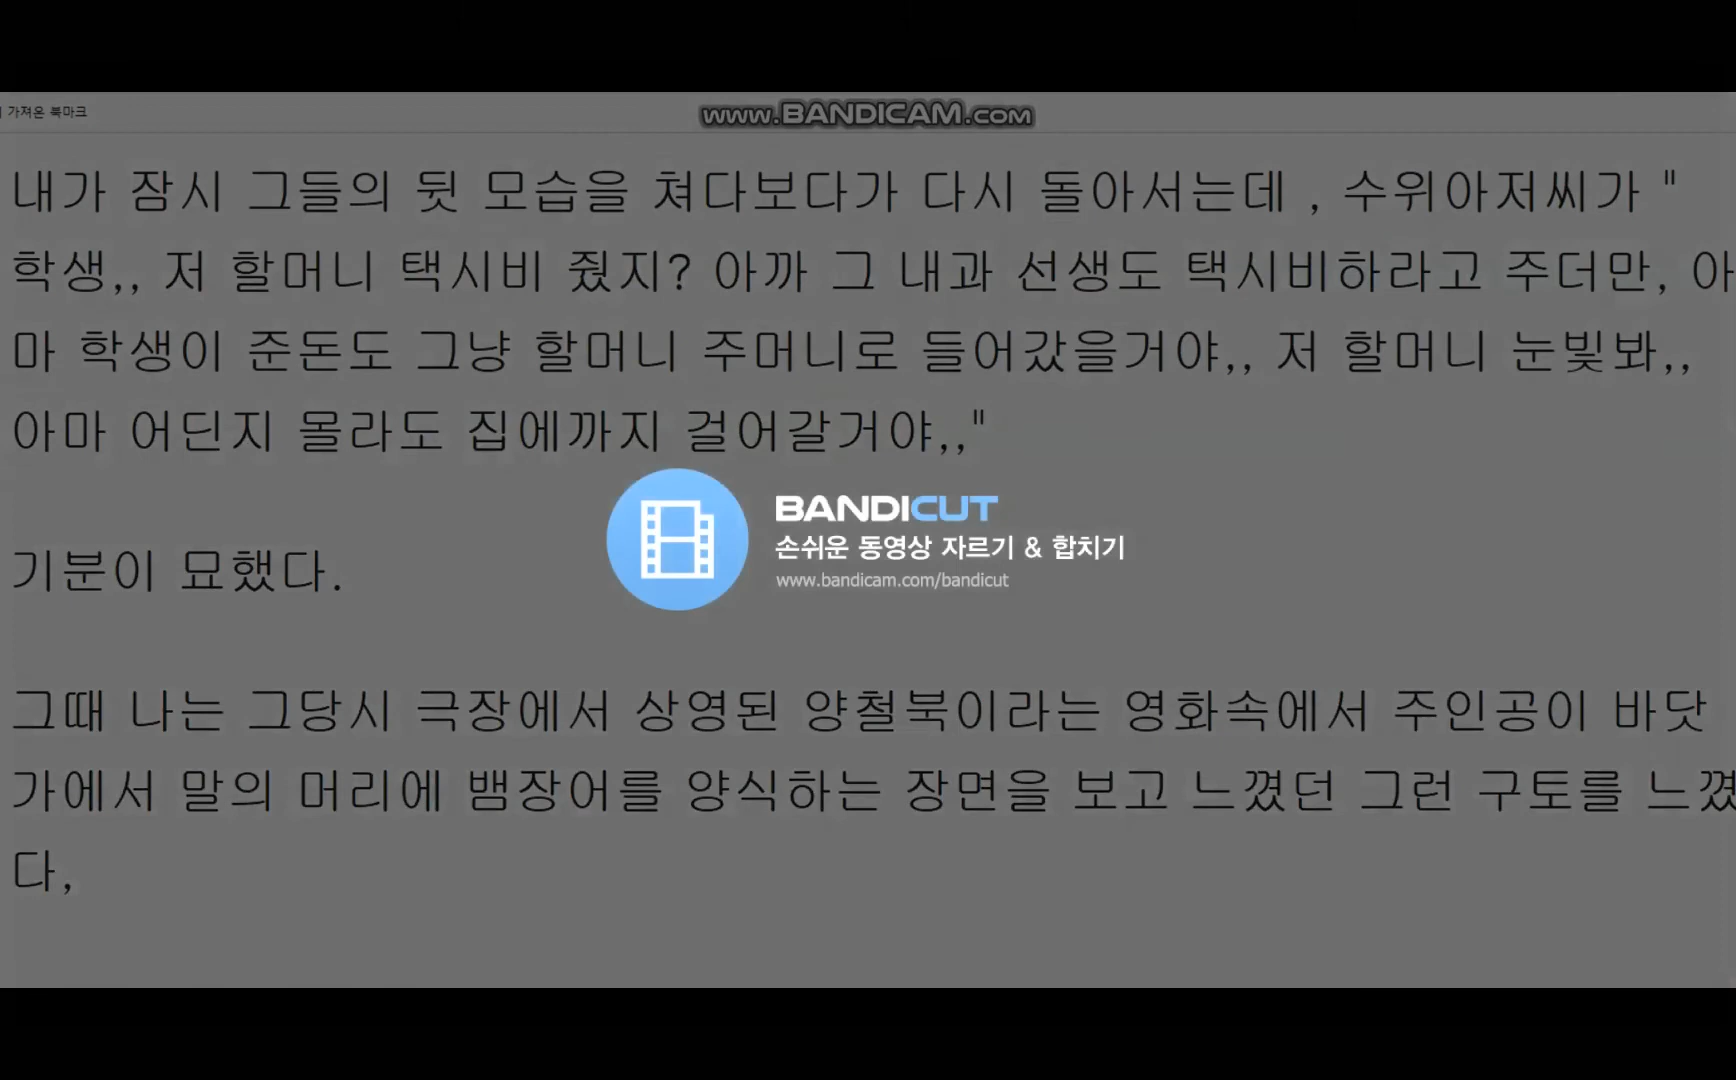 가져온 북마크
www.BANDICAM.com
내가 잠시 그들의 뒷 모습을 쳐다보다가 다시 돌아서는데 , 수위아저씨가 "
학생,, 저 할머니 택시비 줬지? 아까 그 내과 선생도 택시비하라고 주더만, 아
마 학생이 준돈도 그냥 할머니 주머니로 들어갔을거야,, 저 할머니 눈빛봐,,
아마 어딘지 몰라도 집에까지 걸어갈거야,,"
BANDICUT
손쉬운 동영상 자르기 & 합치기
www.bandicam.com/bandicut
기분이 묘했다.
그때 나는 그당시 극장에서 상영된 양철북이라는 영화속에서 주인공이 바닷
가에서 말의 머리에 뱀장어를 양식하는 장면을 보고 느꼈던 그런 구토를 느꼈
다,